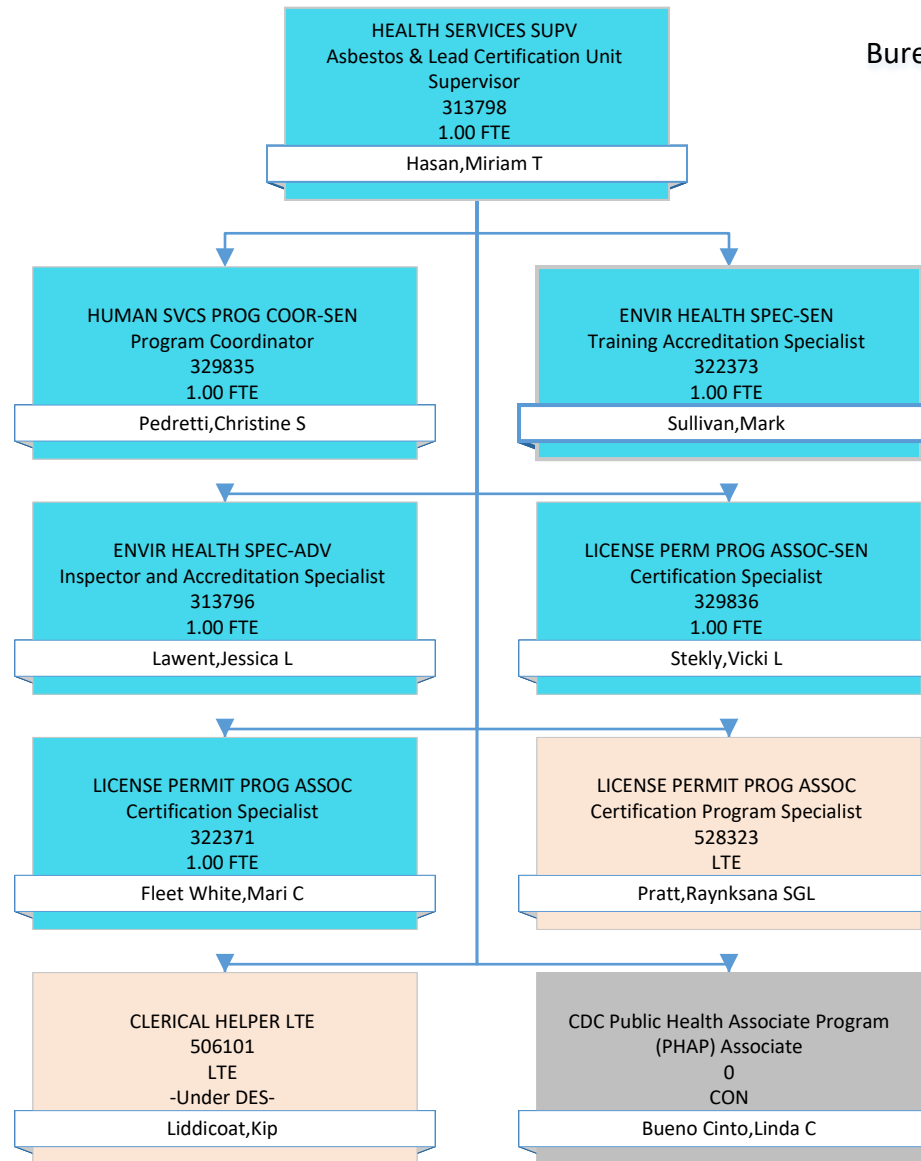 HEALTH SERVICES SUPV
Asbestos & Lead Certification Unit
Supervisor
313798
1.00 FTE
Hasan,Miriam T
Bure
HUMAN SVCS PROG COOR-SEN
Program Coordinator
329835
1.00 FTE
Pedretti,Christine S
ENVIR HEALTH SPEC-SEN
Training Accreditation Specialist
322373
1.00 FTE
Sullivan,Mark
ENVIR HEALTH SPEC-ADV
Inspector and Accreditation Specialist
313796
1.00 FTE
Lawent,Jessica L
LICENSE PERM PROG ASSOC-SEN
Certification Specialist
329836
1.00 FTE
Stekly,Vicki L
LICENSE PERMIT PROG ASSOC
Certification Specialist
322371
1.00 FTE
Fleet White,Mari C
LICENSE PERMIT PROG ASSOC
Certification Program Specialist
528323
LTE
Pratt,Raynksana SGL
CLERICAL HELPER LTE
506101
LTE
-Under DES-
Liddicoat,Kip
CDC Public Health Associate Program
(PHAP) Associate
0
CON
Bueno Cinto,Linda C